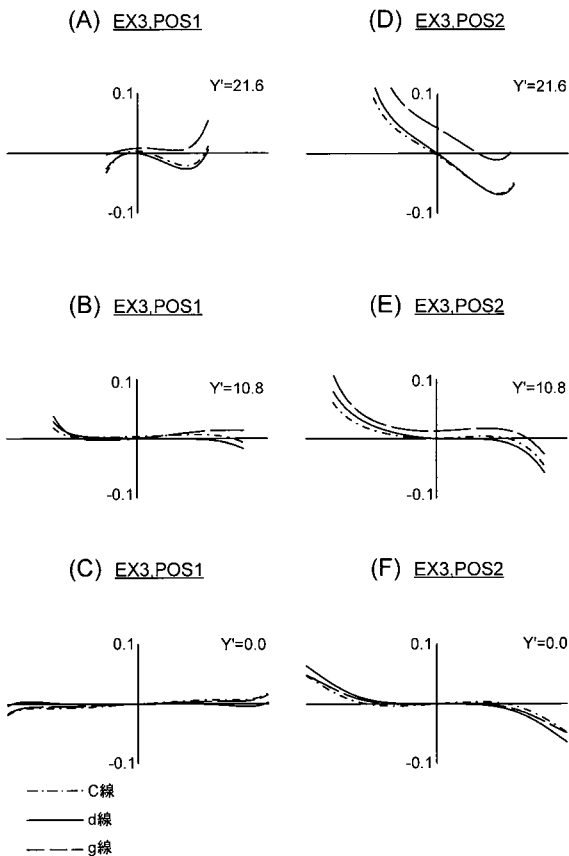 (A) EX3,POS1
0.1
Y'=21.6
-0.1
(D) EX3,POS2
0.1
Y'=21.6
-0.1
(B) EX3,POS1
0.1
Y'=10.8
-0.1
(E) EX3,POS2
0.1
Y'=10.8
-0.1
(C) EX3,POS1
0.1
Y'=0.0
-0.1
(F) EX3,POS2
0.1
Y'=0.0
-0.1
C線
d線
g線